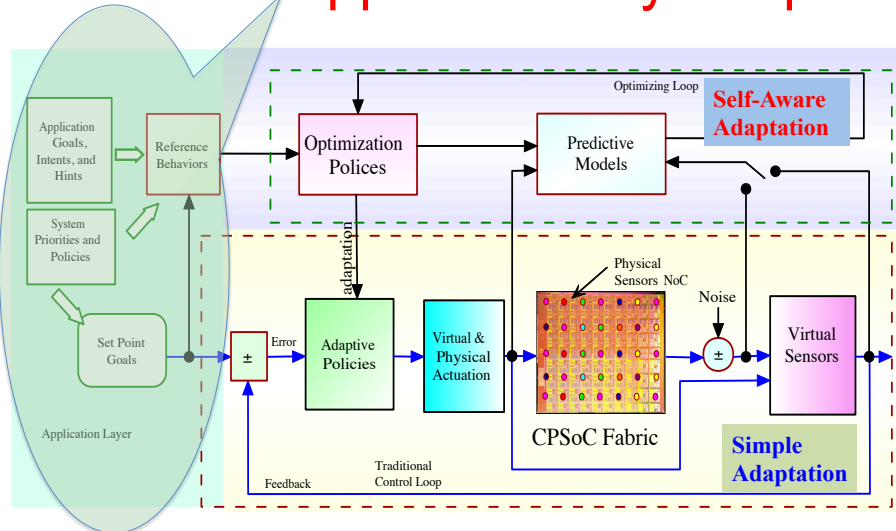 Optimizing Loop
Self-Aware
Adaptation
Application
Goals,
Intents, and
Hints
Reference
Behaviors
Optimization
Polices
Predictive
Models
System
Priorities and
Policies
adaptation
Physical
Sensors NoC
Noise
Set Point
Goals
±
Error
Adaptive
Policies
Virtual &
Physical
Actuation
±
Virtual
Sensors
CPSoC Fabric
Application Layer
Simple
Adaptation
Traditional
Control Loop
Feedback